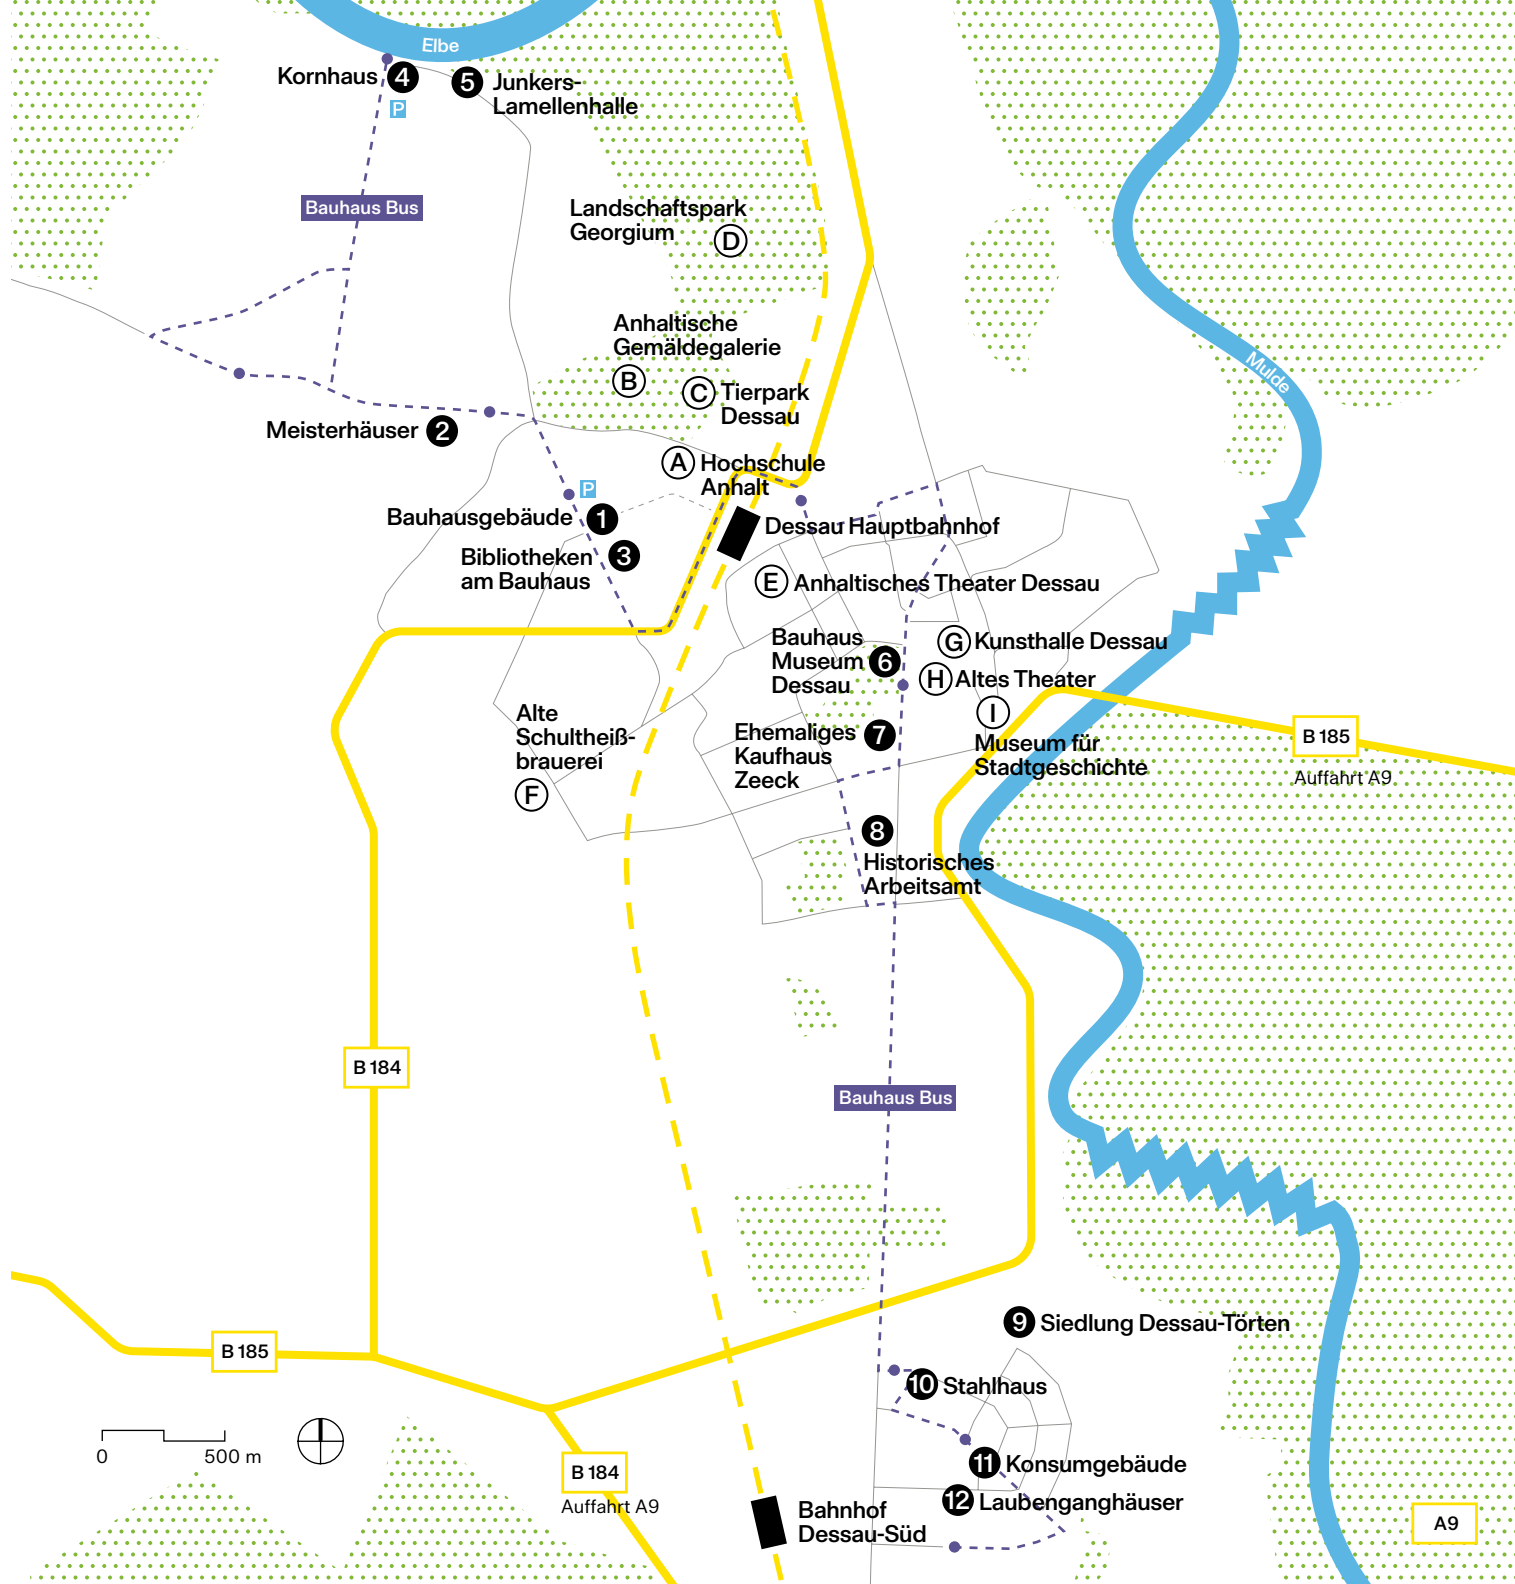 Elbe
Kornhaus 4
5 Junkers-
Lamellenhalle
P
Bauhaus Bus
Landschaftspark
Georgium
D
Mulde
Anhaltische
Gemäldegalerie
B
C Tierpark
Dessau
Meisterhäuser 2
A Hochschule
Anhalt
P
Bauhausgebäude 1
Dessau Hauptbahnhof
Bibliotheken
am Bauhaus
3
E Anhaltisches Theater Dessau
Bauhaus
Museum
Dessau
6
G Kunsthalle Dessau
H Altes Theater
I
Museum für
Stadtgeschichte
Alte
Schultheiß-
brauerei
F
Ehemaliges
Kaufhaus
Zeeck
7
B 185
Auffahrt A9
8
Historisches
Arbeitsamt
B 184
Bauhaus Bus
9 Siedlung Dessau-Törten
B 185
10 Stahlhaus
0 500 m
11 Konsumgebäude
B 184
Auffahrt A9
12 Laubenganghäuser
Bahnhof
Dessau-Süd
A9